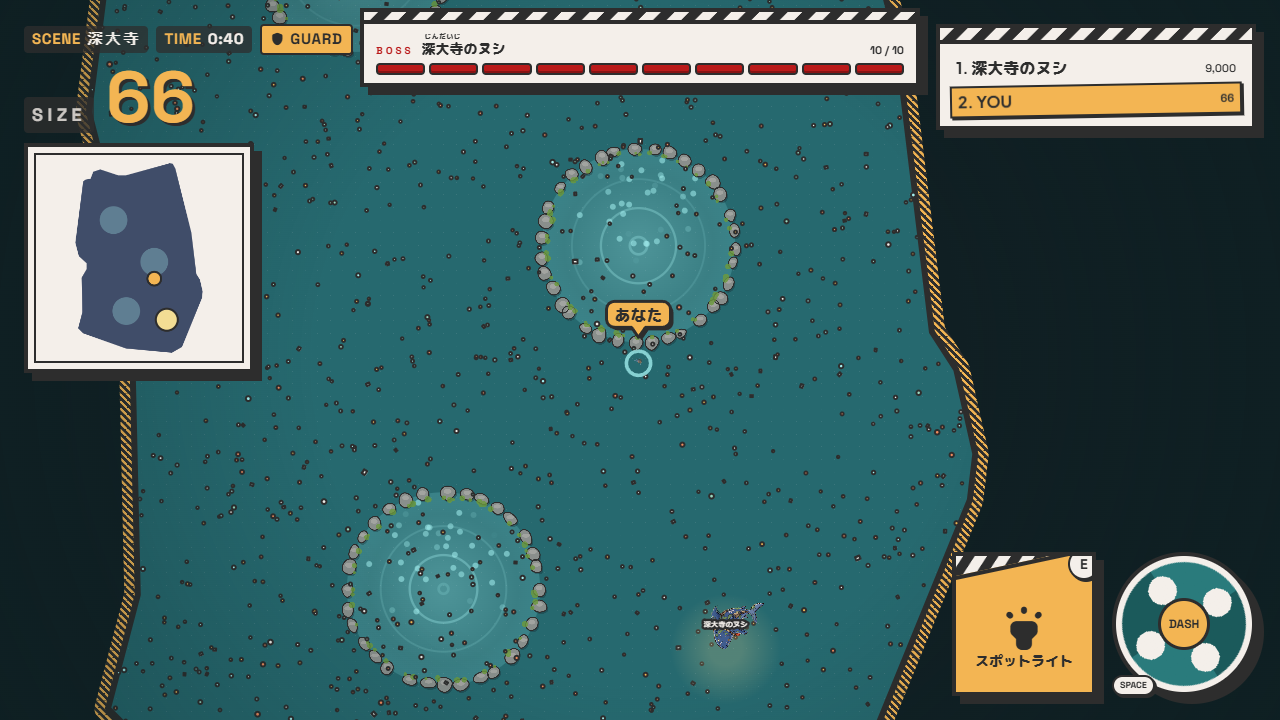 SCENE 深大寺
TIME 0:40
GUARD
SIZE 66
じんだいじ
BOSS 深大寺のヌシ 10 / 10
1. 深大寺のヌシ 9,000
2. YOU 66
あなた
深大寺のヌシ
E
スポットライト
DASH
SPACE